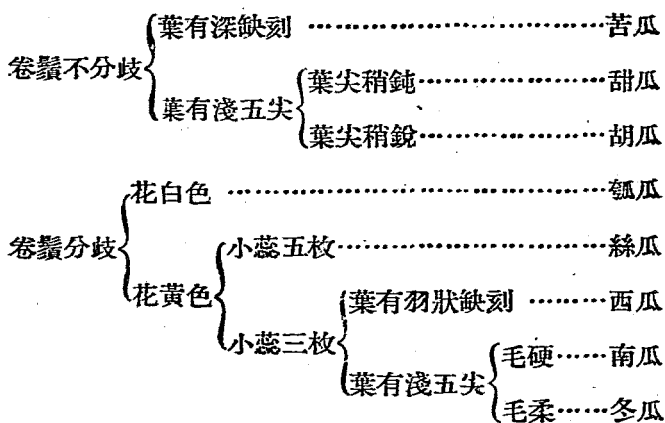 葉有深缺刻 ………………………………苦瓜
卷鬚不分歧
葉尖稍鈍………………………甜瓜
葉有淺五尖
葉尖稍銳………………………胡瓜
花白色 ………………………………………瓠瓜
小蕊五枚…………………………………絲瓜
卷鬚分歧
花黃色
葉有羽狀缺刻 ………西瓜
小蕊三枚
毛硬……南瓜
葉有淺五尖
毛柔……冬瓜